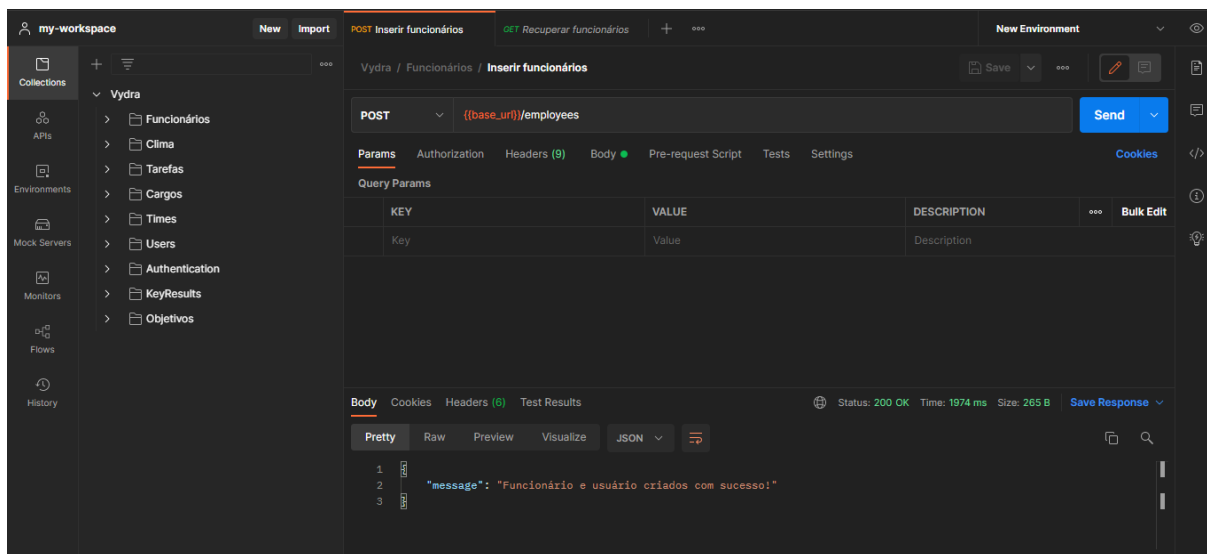 my-workspace New Import
POST Inserir funcionários GET Recuperar funcionários New Environment
Collections
APIs
Environments
Mock Servers
Monitors
Flows
History
Vydra
Funcionários
Clima
Tarefas
Cargos
Times
Users
Authentication
KeyResults
Objetivos
Vydra / Funcionários / Inserir funcionários Save
POST {{base_url}}/employees Send
Params Authorization Headers (9) Body Pre-request Script Tests Settings Cookies
Query Params
KEY VALUE DESCRIPTION Bulk Edit
Key Value Description
Body Cookies Headers (6) Test Results Status: 200 OK Time: 1974 ms Size: 265 B Save Response
Pretty Raw Preview Visualize JSON
1 {
2 "message": "Funcionário e usuário criados com sucesso!"
3 }